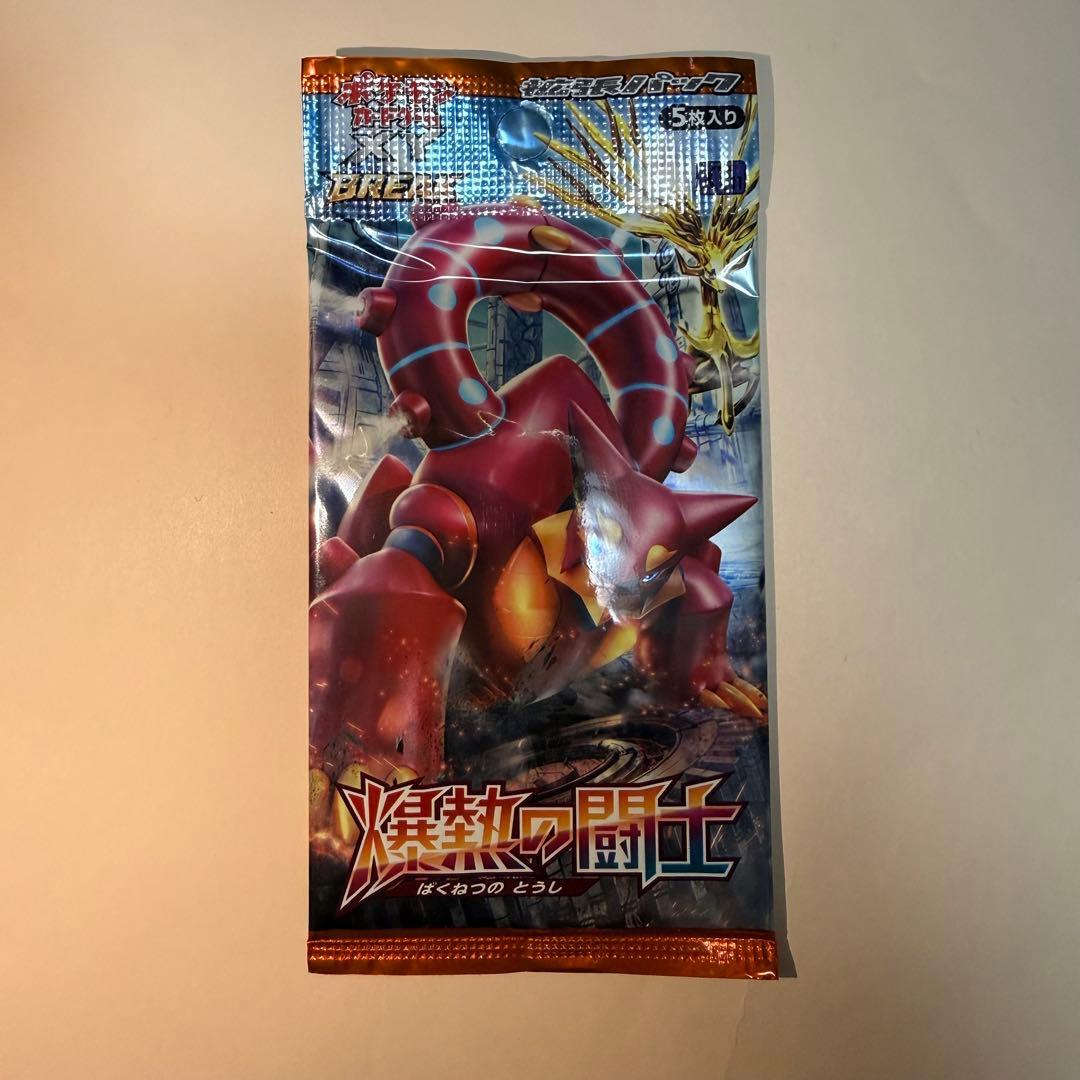 拡張パック
ポケモン
カードゲーム
XY
BREAK
5枚入り
爆熱の闘士
ばくねつの とうし